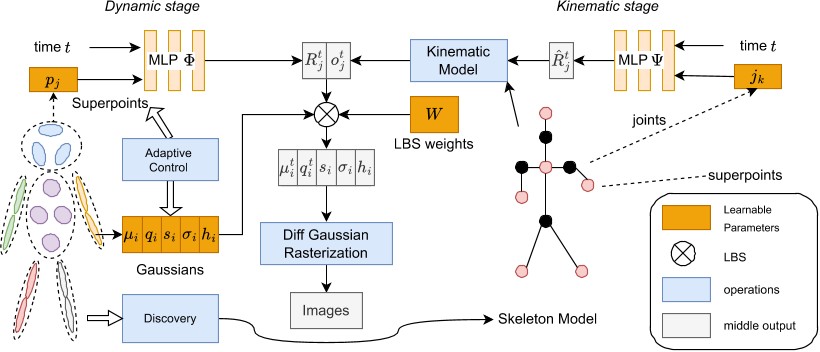 Dynamic stage
Kinematic stage
time t
MLP Φ
R_j^t o_j^t
Kinematic
Model
R̂_j^t
MLP Ψ
time t
p_j
j_k
Superpoints
W
LBS weights
joints
Adaptive
Control
μ_i^t q_i^t s_i σ_i h_i
superpoints
μ_i q_i s_i σ_i h_i
Gaussians
Diff Gaussian
Rasterization
Images
Discovery
Skeleton Model
Learnable
Parameters
LBS
operations
middle output